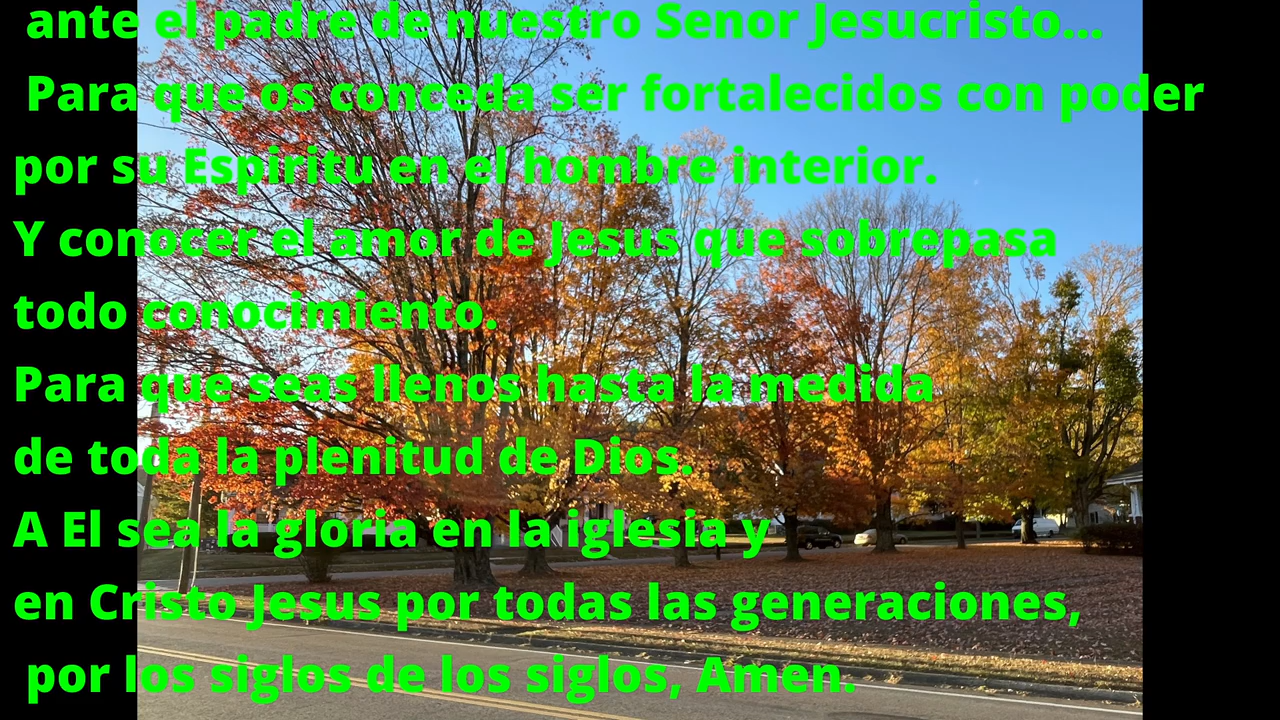 ante el padre de nuestro Senor Jesucristo...
Para que os conceda ser fortalecidos con poder
por su Espiritu en el hombre interior.
Y conocer el amor de Jesus que sobrepasa
todo conocimiento.
Para que seas llenos hasta la medida
de toda la plenitud de Dios.
A El sea la gloria en la iglesia y
en Cristo Jesus por todas las generaciones,
por los siglos de los siglos, Amen.